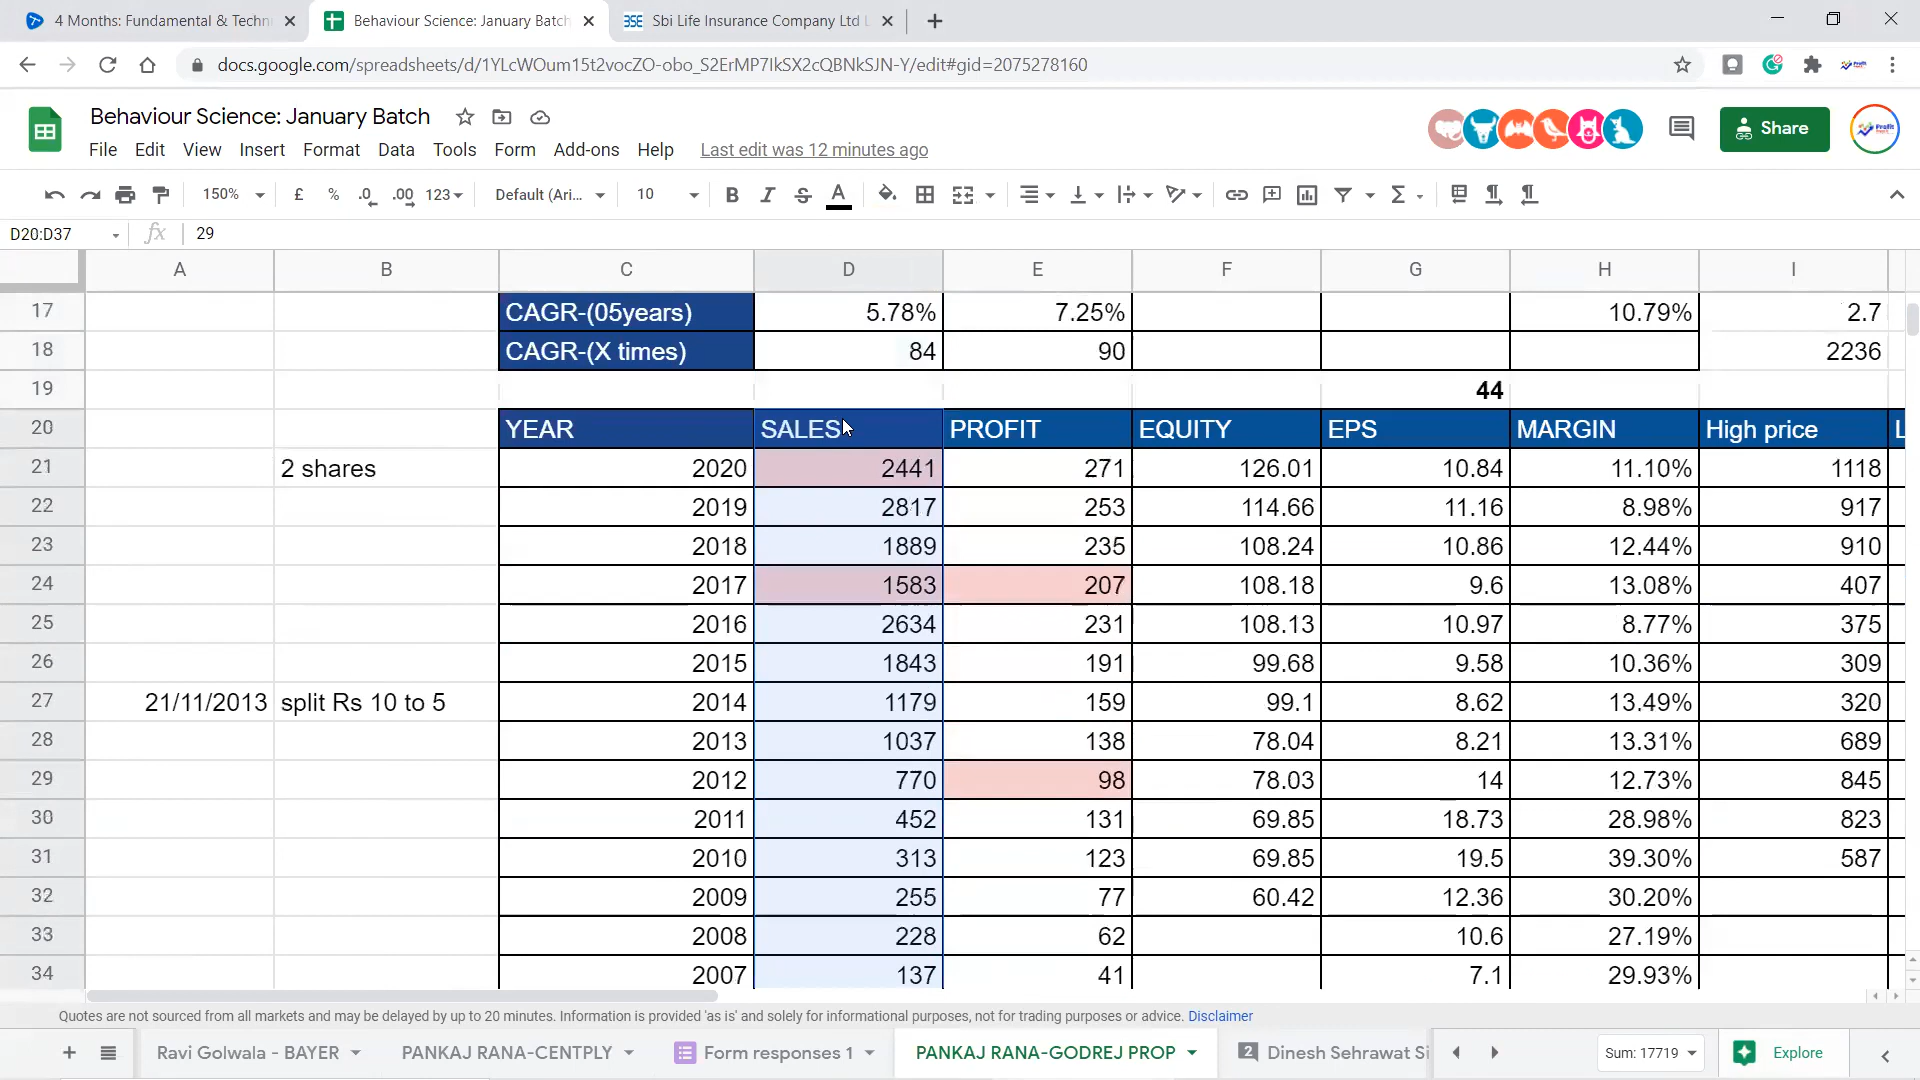 4 Months: Fundamental & Techn
Behaviour Science: January Batch
BSE Sbi Life Insurance Company Ltd L
docs.google.com/spreadsheets/d/1YLcWOum15t2vocZO-obo_S2ErMP7IkSX2cQBNkSJN-Y/edit#gid=2075278160
Behaviour Science: January Batch
Share
File Edit View Insert Format Data Tools Form Add-ons Help Last edit was 12 minutes ago
150% £ % .0 .00 123 Default (Ari... 10 B I S A
D20:D37 fx 29
A B C D E F G H I
17 CAGR-(05years) 5.78% 7.25% 10.79% 2.7
18 CAGR-(X times) 84 90 2236
19 44
20 YEAR SALES PROFIT EQUITY EPS MARGIN High price L
21 2 shares 2020 2441 271 126.01 10.84 11.10% 1118
22 2019 2817 253 114.66 11.16 8.98% 917
23 2018 1889 235 108.24 10.86 12.44% 910
24 2017 1583 207 108.18 9.6 13.08% 407
25 2016 2634 231 108.13 10.97 8.77% 375
26 2015 1843 191 99.68 9.58 10.36% 309
27 21/11/2013 split Rs 10 to 5 2014 1179 159 99.1 8.62 13.49% 320
28 2013 1037 138 78.04 8.21 13.31% 689
29 2012 770 98 78.03 14 12.73% 845
30 2011 452 131 69.85 18.73 28.98% 823
31 2010 313 123 69.85 19.5 39.30% 587
32 2009 255 77 60.42 12.36 30.20%
33 2008 228 62 10.6 27.19%
34 2007 137 41 7.1 29.93%
Quotes are not sourced from all markets and may be delayed by up to 20 minutes. Information is provided 'as is' and solely for informational purposes, not for trading purposes or advice. Disclaimer
Ravi Golwala - BAYER PANKAJ RANA-CENTPLY Form responses 1 PANKAJ RANA-GODREJ PROP 2 Dinesh Sehrawat Si Sum: 17719 Explore